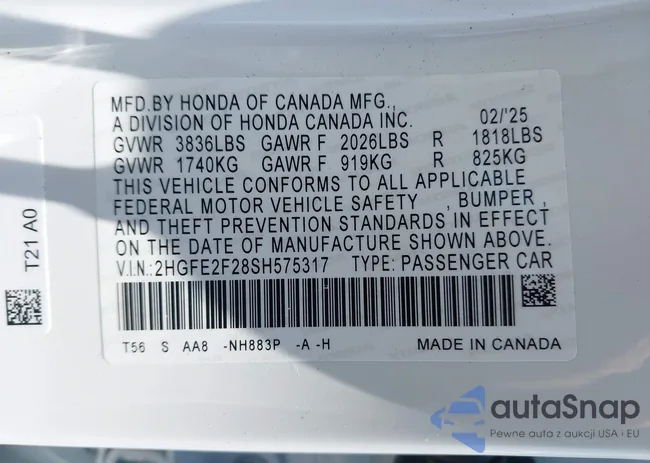 MFD.BY HONDA OF CANADA MFG.,
A DIVISION OF HONDA CANADA INC. 02/'25
GVWR 3836LBS GAWR F 2026LBS R 1818LBS
GVWR 1740KG GAWR F 919KG R 825KG
THIS VEHICLE CONFORMS TO ALL APPLICABLE
FEDERAL MOTOR VEHICLE SAFETY , BUMPER ,
AND THEFT PREVENTION STANDARDS IN EFFECT
ON THE DATE OF MANUFACTURE SHOWN ABOVE.
V.I.N.:2HGFE2F28SH575317 TYPE: PASSENGER CAR
T56 S AA8 -NH883P -A -H MADE IN CANADA
T21 A0
autaSnap
Pewne auta z aukcji USA i EU